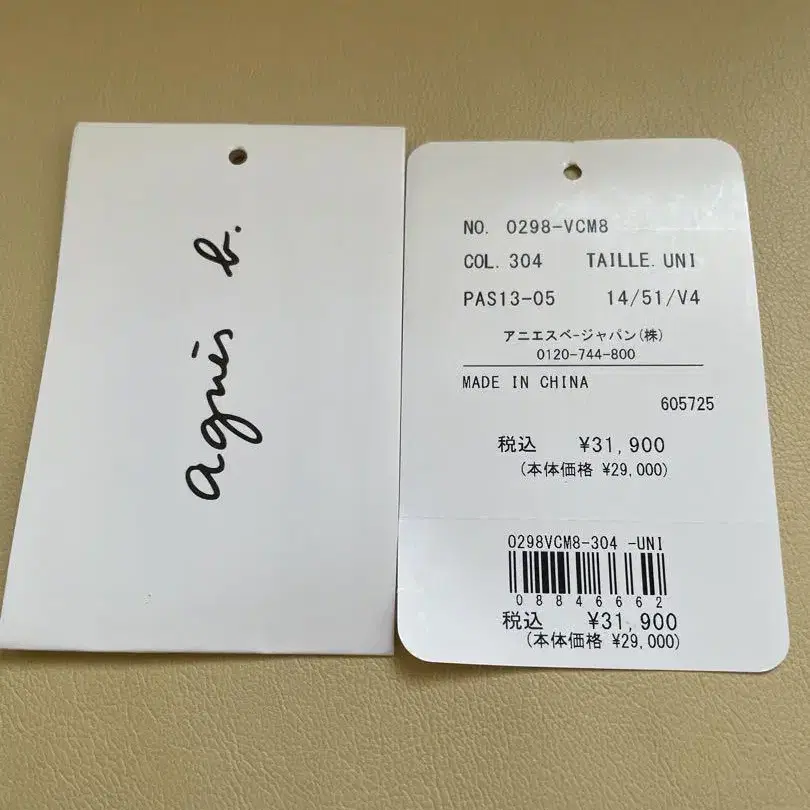 agnès b.
NO. 0298-VCM8
COL. 304 TAILLE. UNI
PAS13-05 14/51/V4
アニエスベージャパン(株)
0120-744-800
MADE IN CHINA
605725
税込 ¥31,900
(本体価格 ¥29,000)
0298VCM8-304 -UNI
08846662
税込 ¥31,900
(本体価格 ¥29,000)